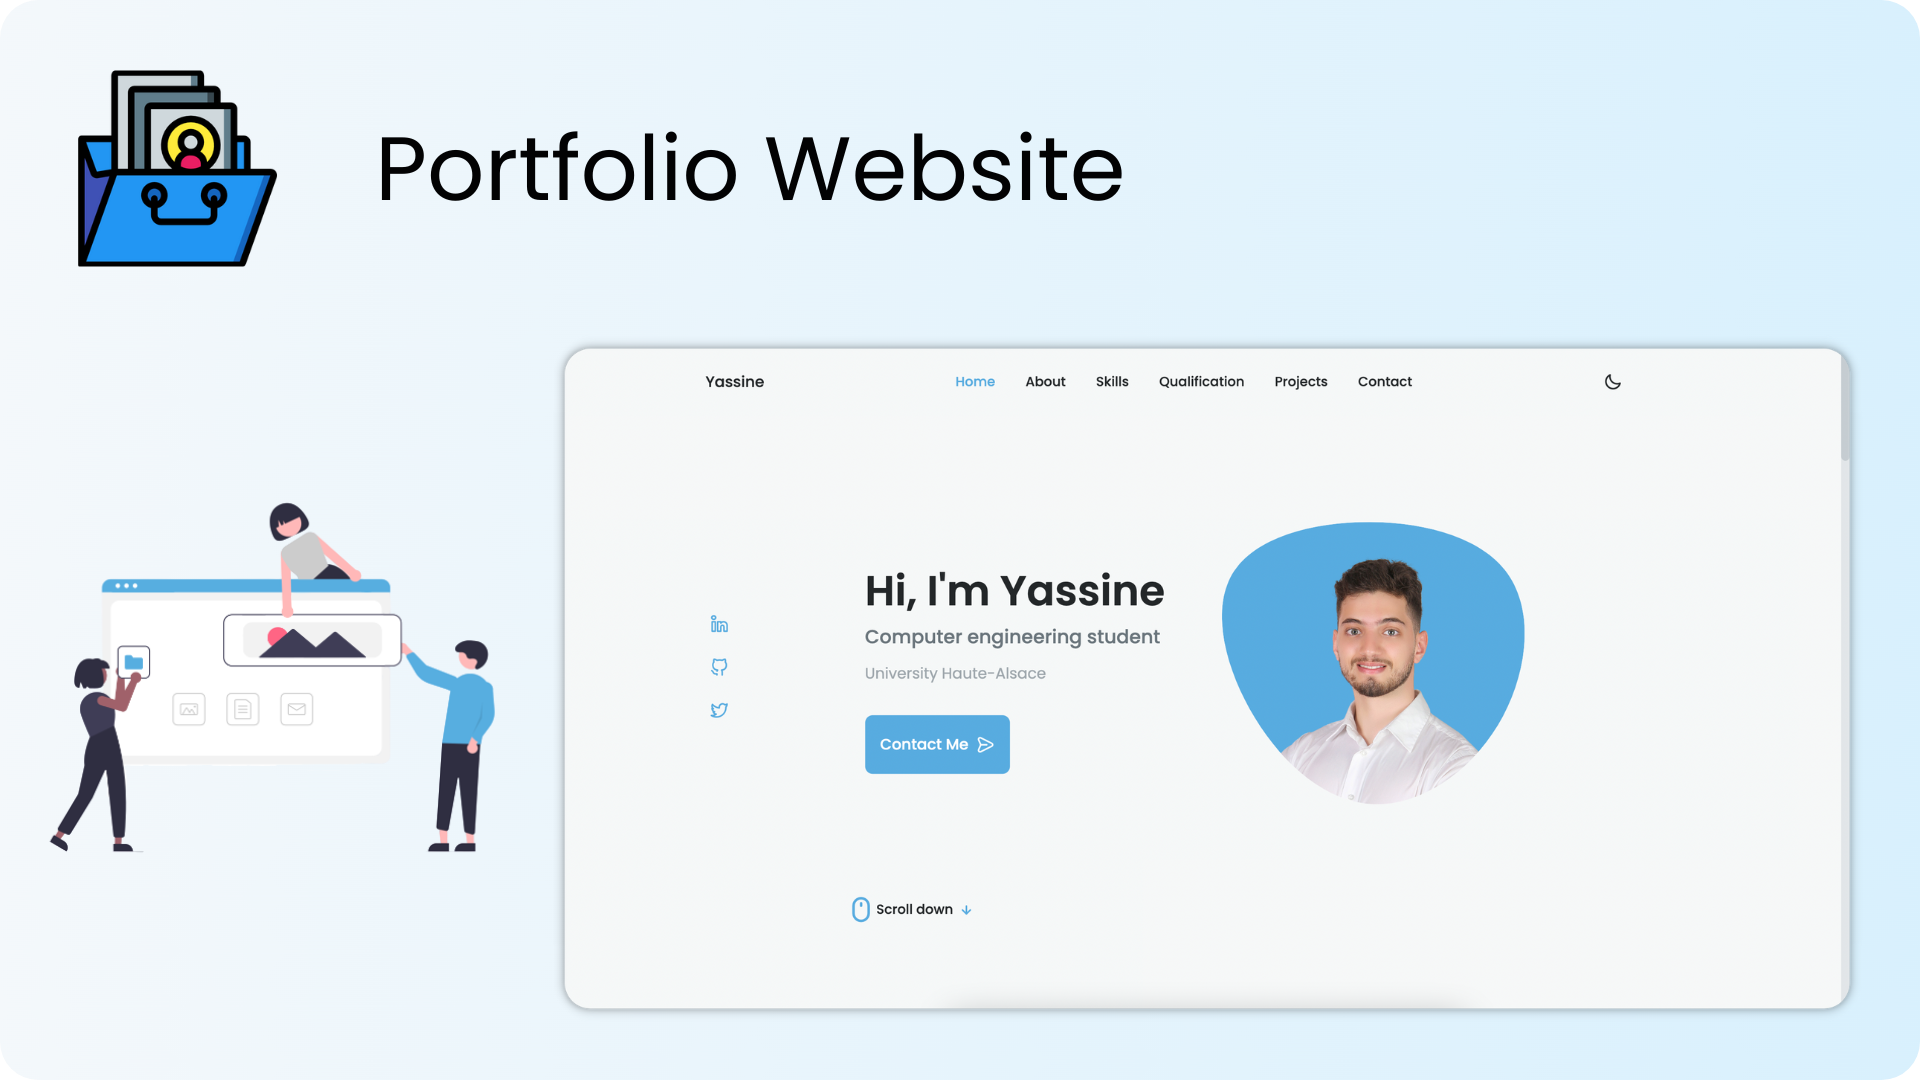 Portfolio Website
Yassine
Home About Skills Qualification Projects Contact
Hi, I'm Yassine
Computer engineering student
University Haute-Alsace
Contact Me
Scroll down